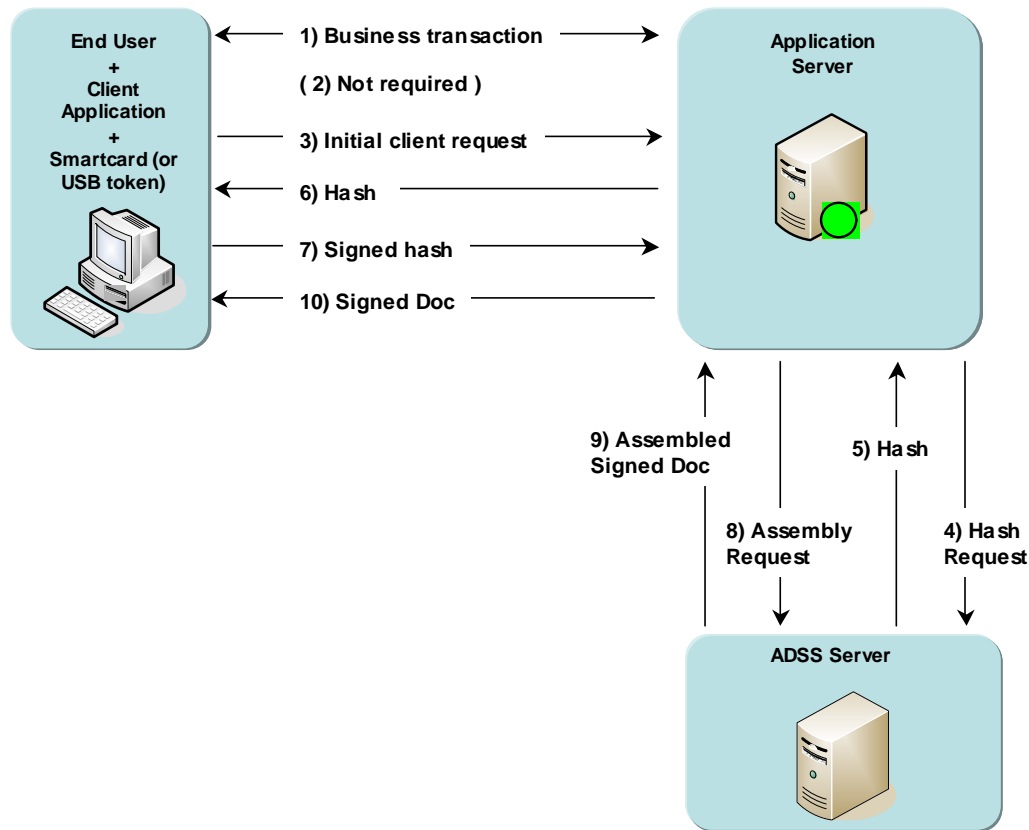 End User
+
Client
Application
+
Smartcard (or
USB token)
1) Business transaction
( 2) Not required )
3) Initial client request
6) Hash
7) Signed hash
10) Signed Doc
Application
Server
9) Assembled
Signed Doc
5) Hash
8) Assembly
Request
4) Hash
Request
ADSS Server